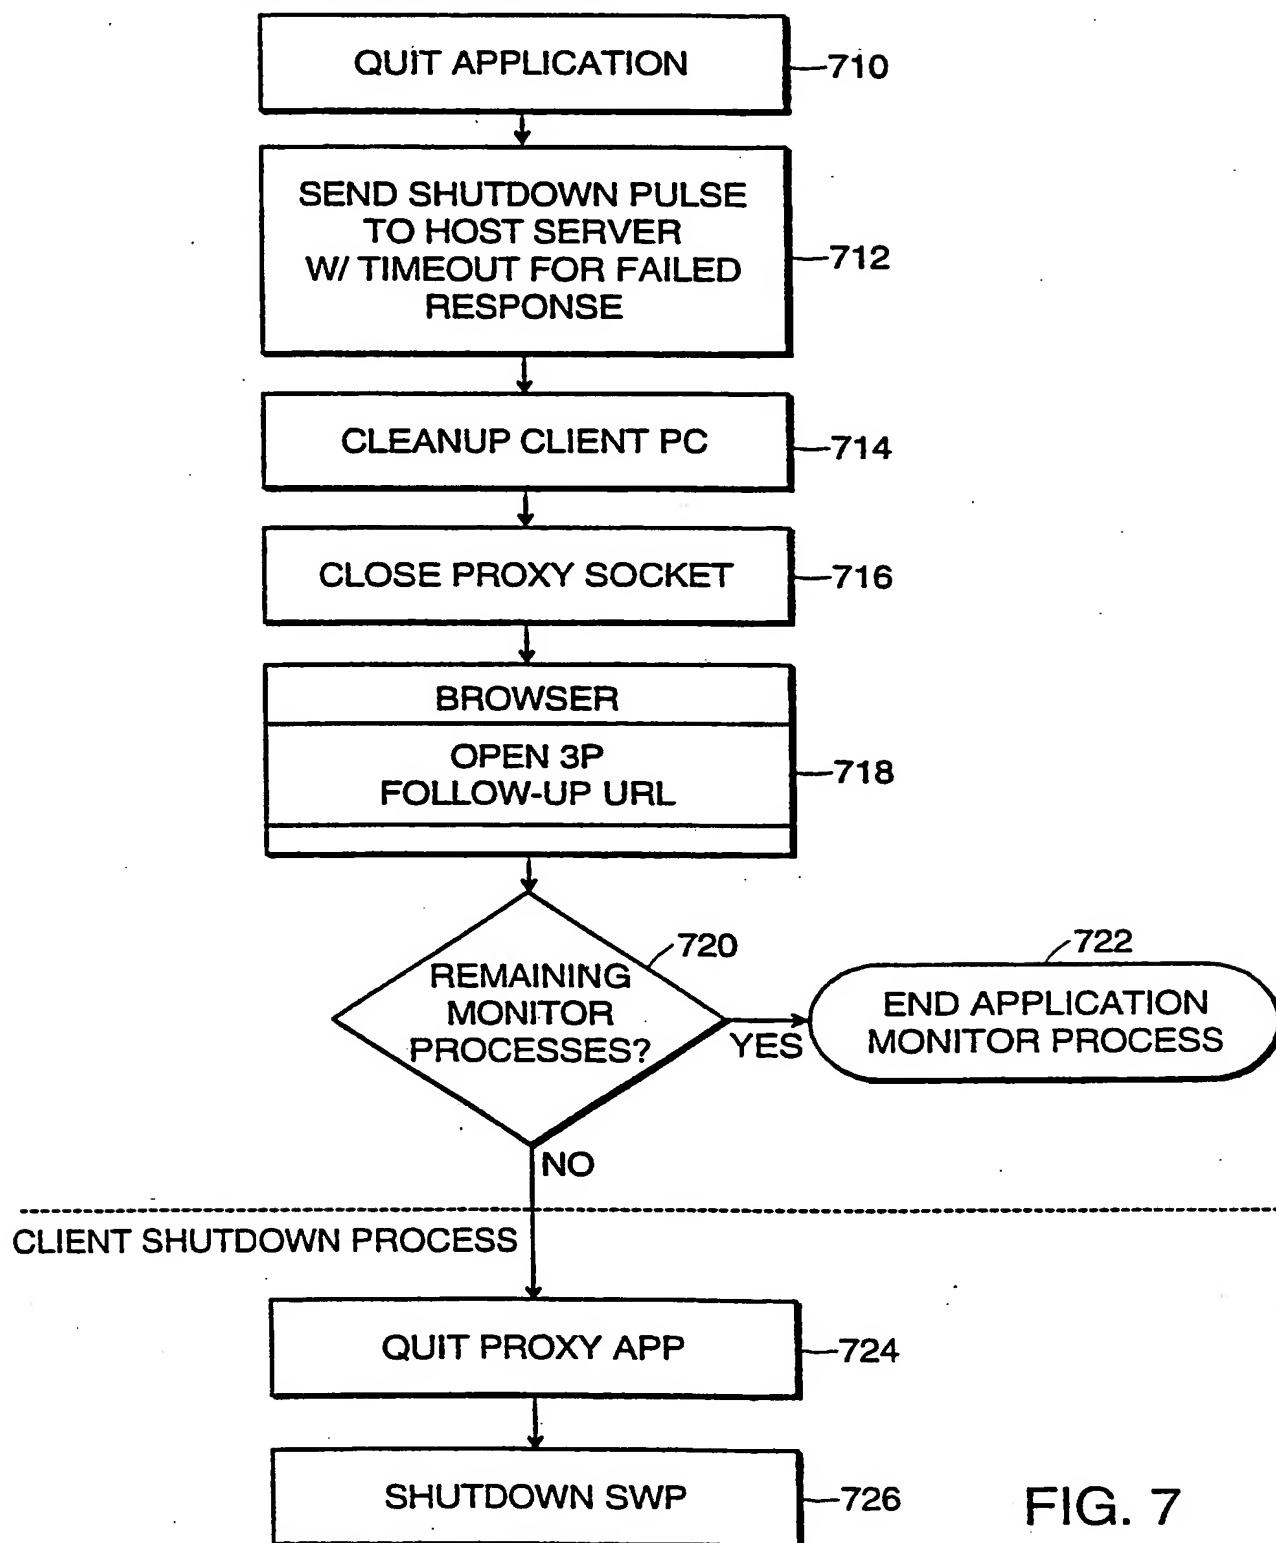 QUIT APPLICATION
710
SEND SHUTDOWN PULSE
TO HOST SERVER
W/ TIMEOUT FOR FAILED
RESPONSE
712
CLEANUP CLIENT PC
714
CLOSE PROXY SOCKET
716
BROWSER
OPEN 3P
FOLLOW-UP URL
718
720
REMAINING
MONITOR
PROCESSES?
YES
722
END APPLICATION
MONITOR PROCESS
NO
CLIENT SHUTDOWN PROCESS
QUIT PROXY APP
724
SHUTDOWN SWP
726
FIG. 7